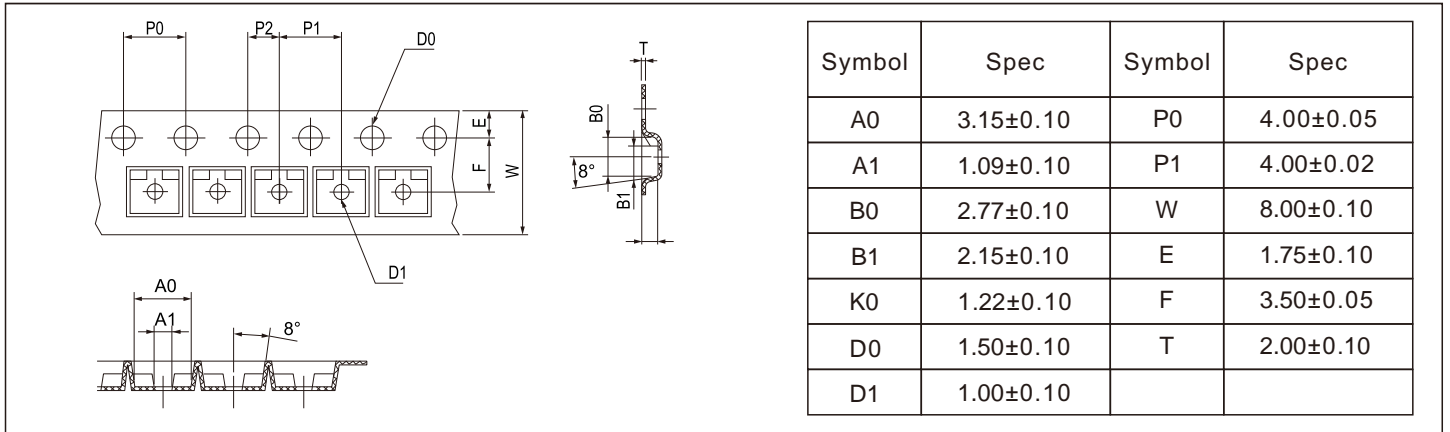 P0 P2 P1 D0
E
F
W
D1
A0
A1
8°
T
B0
8°
B1
Symbol Spec Symbol Spec
A0 3.15±0.10 P0 4.00±0.05
A1 1.09±0.10 P1 4.00±0.02
B0 2.77±0.10 W 8.00±0.10
B1 2.15±0.10 E 1.75±0.10
K0 1.22±0.10 F 3.50±0.05
D0 1.50±0.10 T 2.00±0.10
D1 1.00±0.10